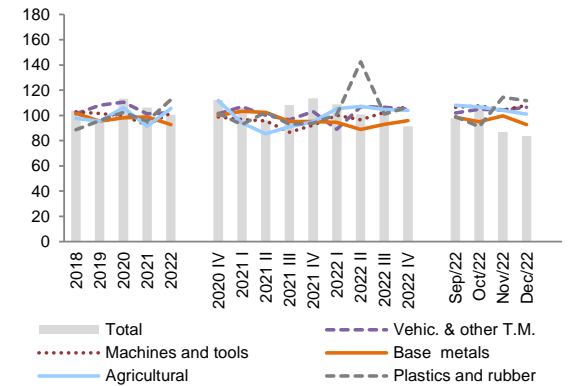 180
160
140
120
100
80
60
40
20
0
2018
2019
2020
2021
2022
2020 IV
2021 I
2021 II
2021 III
2021 IV
2022 I
2022 II
2022 III
2022 IV
Sep/22
Oct/22
Nov/22
Dec/22
Total
Vehic. & other T.M.
Machines and tools
Base metals
Agricultural
Plastics and rubber